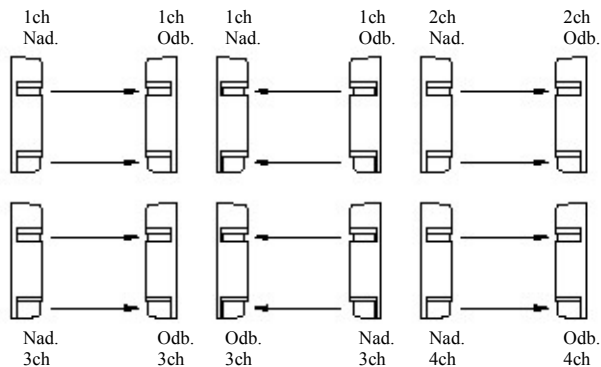 1ch 1ch 1ch 1ch 2ch 2ch
Nad. Odb. Nad. Odb. Nad. Odb.
Nad. Odb. Odb. Nad. Nad. Odb.
3ch 3ch 3ch 3ch 4ch 4ch